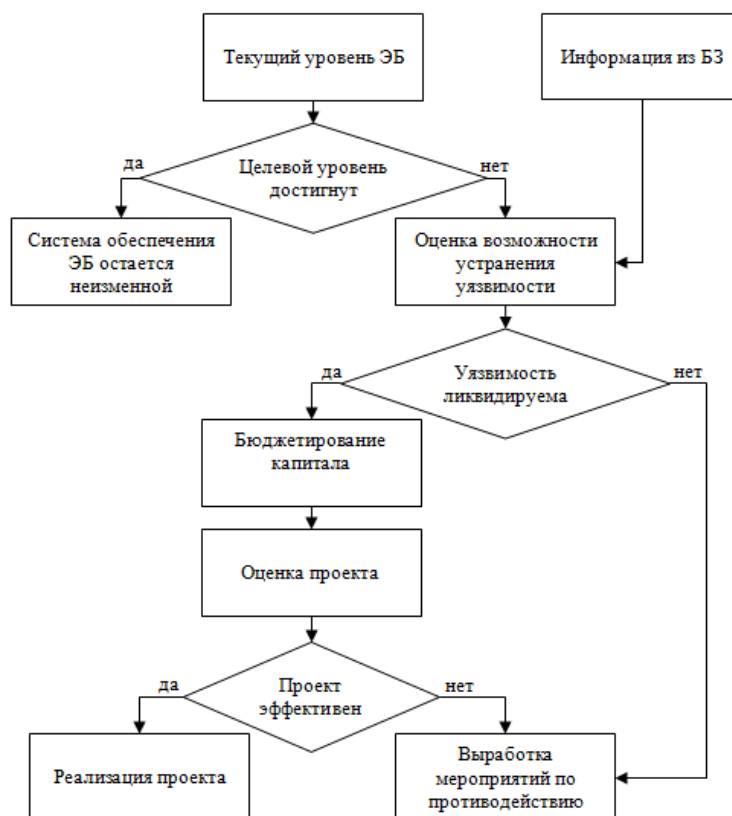 Текущий уровень ЭБ
Информация из БЗ
да
Целевой уровень
достигнут
нет
Система обеспечения
ЭБ остается
неизменной
Оценка возможности
устранения
уязвимости
да
Уязвимость
ликвидируема
нет
Бюджетирование
капитала
Оценка проекта
да
Проект
эффективен
нет
Реализация проекта
Выработка
мероприятий по
противодействию